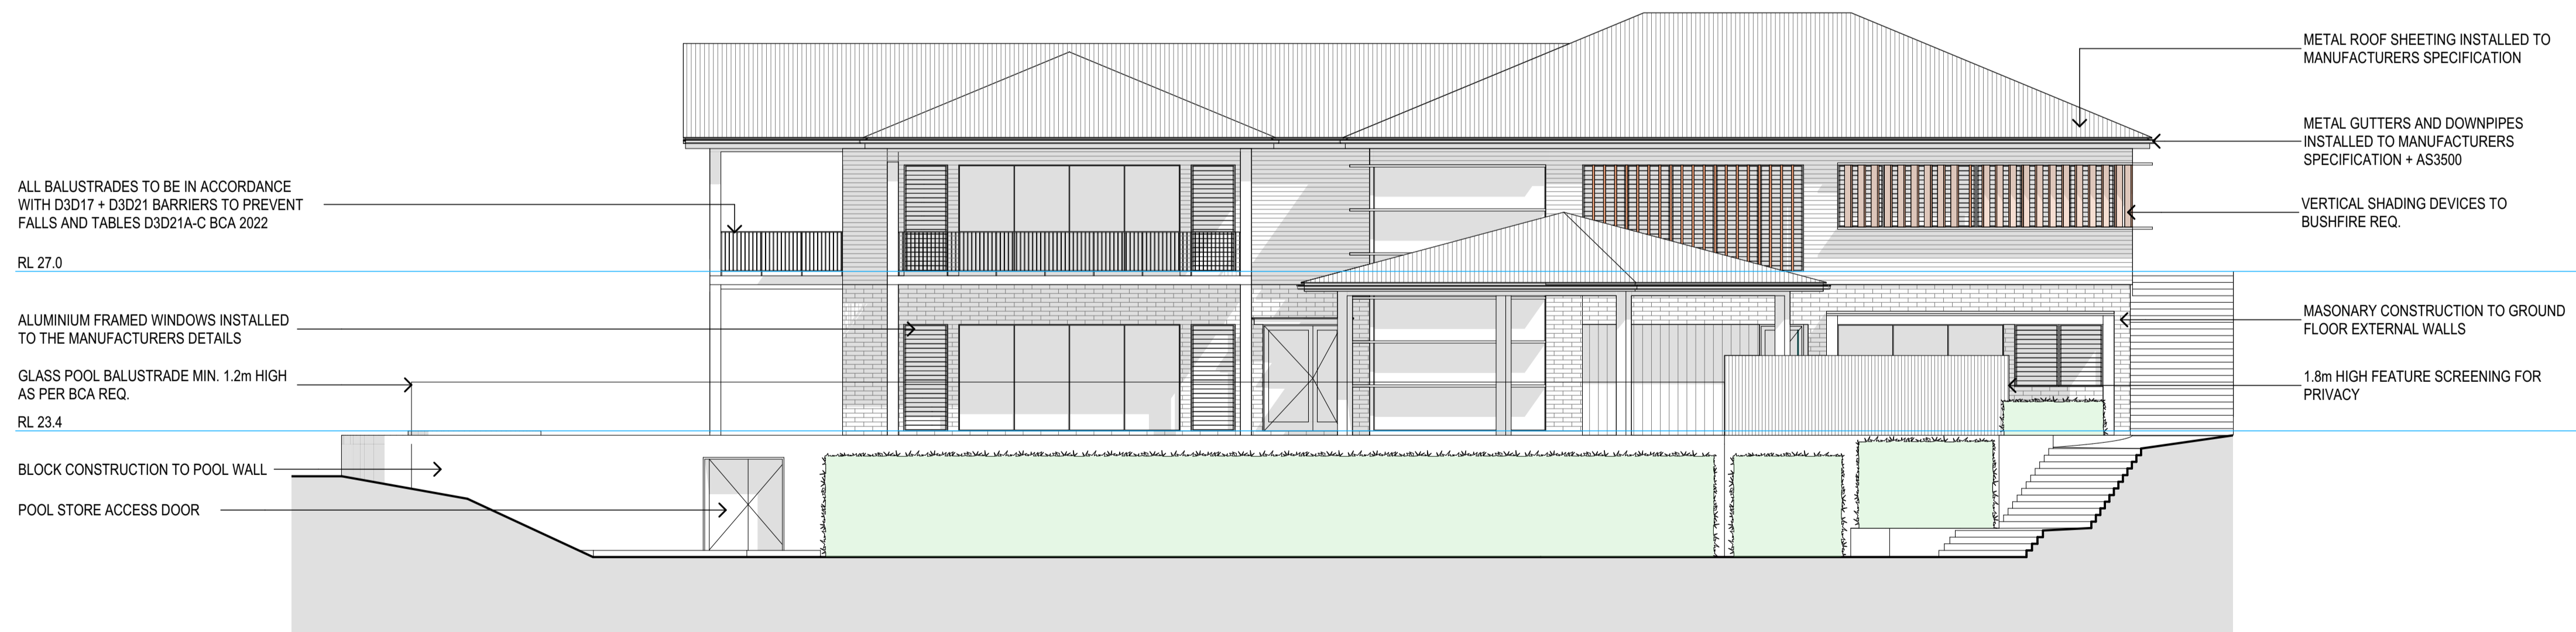 ALL BALUSTRADES TO BE IN ACCORDANCE
WITH D3D17 + D3D21 BARRIERS TO PREVENT
FALLS AND TABLES D3D21A-C BCA 2022
RL 27.0
ALUMINIUM FRAMED WINDOWS INSTALLED
TO THE MANUFACTURERS DETAILS
GLASS POOL BALUSTRADE MIN. 1.2m HIGH
AS PER BCA REQ.
RL 23.4
BLOCK CONSTRUCTION TO POOL WALL
POOL STORE ACCESS DOOR
METAL ROOF SHEETING INSTALLED TO
MANUFACTURERS SPECIFICATION
METAL GUTTERS AND DOWNPIPES
INSTALLED TO MANUFACTURERS
SPECIFICATION + AS3500
VERTICAL SHADING DEVICES TO
BUSHFIRE REQ.
MASONARY CONSTRUCTION TO GROUND
FLOOR EXTERNAL WALLS
1.8m HIGH FEATURE SCREENING FOR
PRIVACY